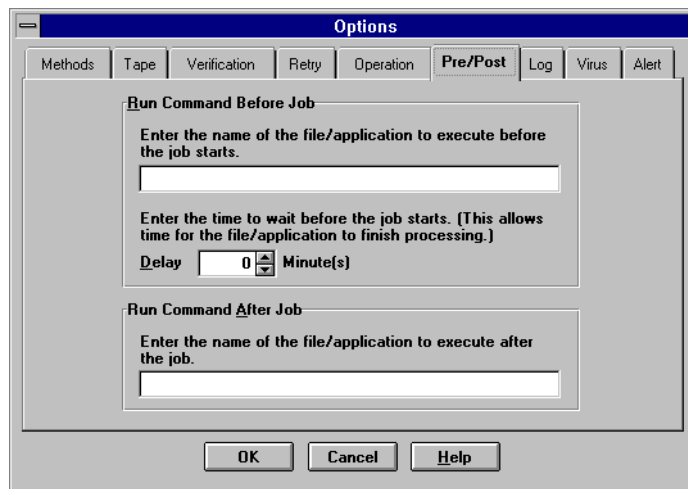 Options
Methods Tape Verification Retry Operation Pre/Post Log Virus Alert
Run Command Before Job
Enter the name of the file/application to execute before
the job starts.
Enter the time to wait before the job starts. (This allows
time for the file/application to finish processing.)
Delay 0 Minute(s)
Run Command After Job
Enter the name of the file/application to execute after
the job.
OK Cancel Help